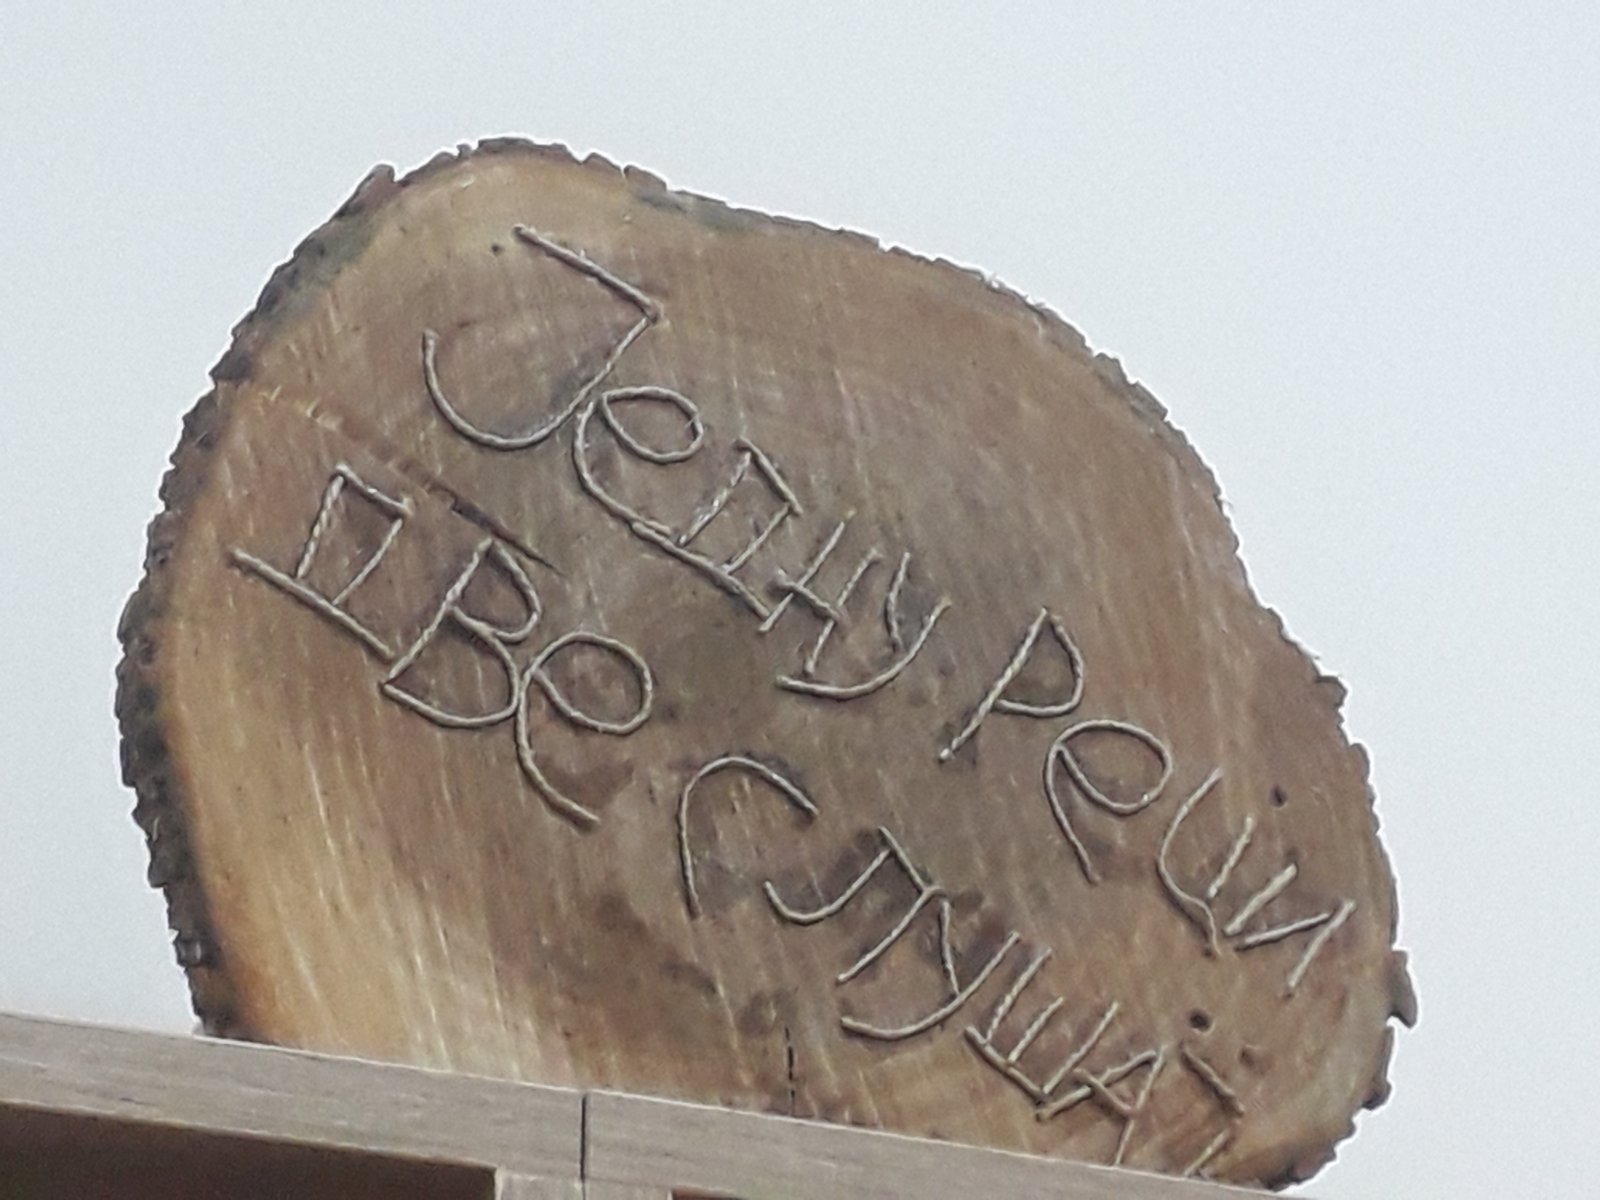 Једну реци
две слушај